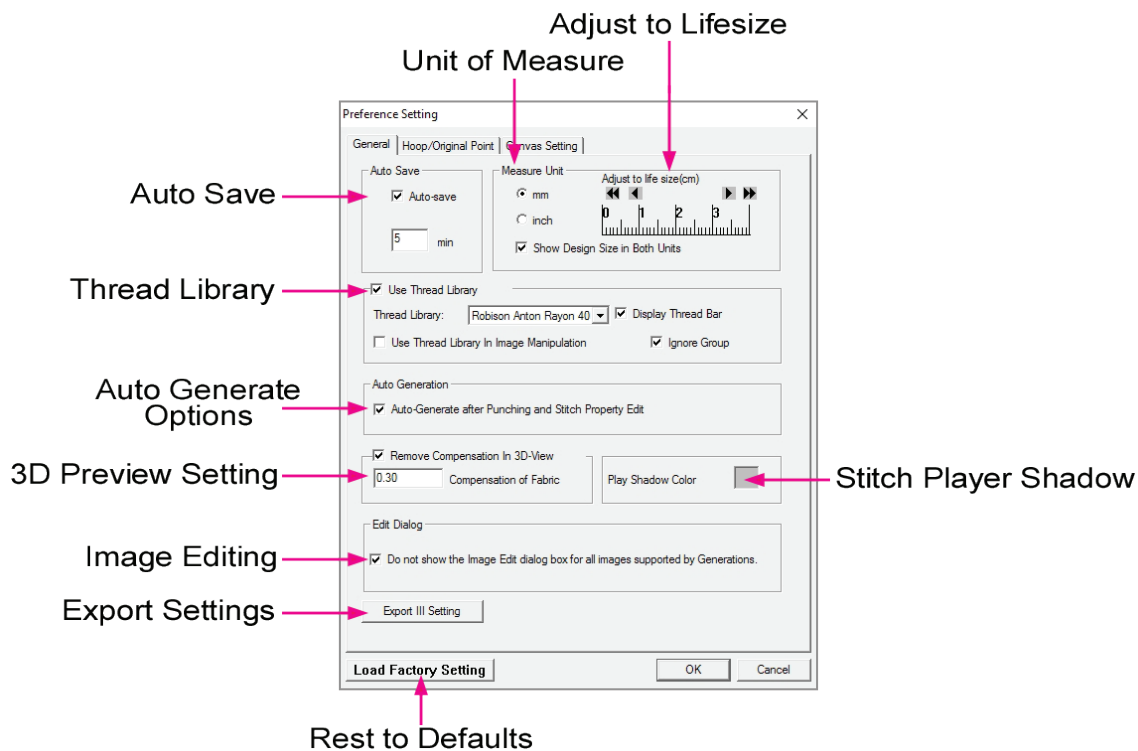 Adjust to Lifesize
Unit of Measure
Preference Setting
General Hoop/Original Point Canvas Setting
Auto Save
Auto Save
Auto-save
5 min
Measure Unit
mm
inch
Adjust to life size(cm)
0 1 2 3
Show Design Size in Both Units
Thread Library
Use Thread Library
Thread Library: Robison Anton Rayon 40 Display Thread Bar
Use Thread Library In Image Manipulation Ignore Group
Auto Generate
Options
Auto Generation
Auto-Generate after Punching and Stitch Property Edit
3D Preview Setting
Remove Compensation In 3D-View
0.30 Compensation of Fabric
Play Shadow Color
Stitch Player Shadow
Image Editing
Edit Dialog
Do not show the Image Edit dialog box for all images supported by Generations.
Export Settings
Export III Setting
Load Factory Setting OK Cancel
Rest to Defaults